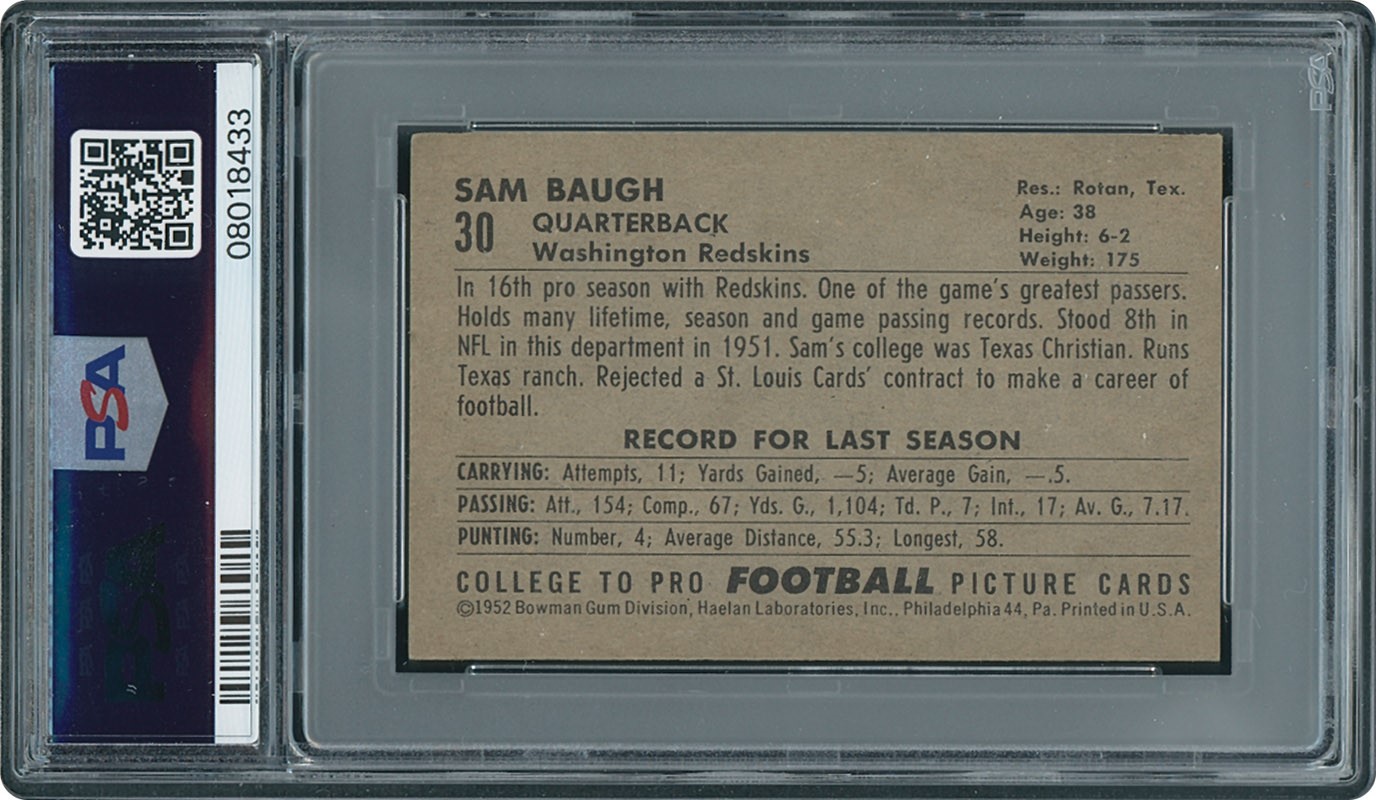 08018433
PSA
PSA
SAM BAUGH
30 QUARTERBACK
Washington Redskins
Res.: Rotan, Tex.
Age: 38
Height: 6-2
Weight: 175
In 16th pro season with Redskins. One of the game's greatest passers.
Holds many lifetime, season and game passing records. Stood 8th in
NFL in this department in 1951. Sam's college was Texas Christian. Runs
Texas ranch. Rejected a St. Louis Cards' contract to make a career of
football.
RECORD FOR LAST SEASON
CARRYING: Attempts, 11; Yards Gained, —5; Average Gain, —.5.
PASSING: Att., 154; Comp., 67; Yds. G., 1,104; Td. P., 7; Int., 17; Av. G., 7.17.
PUNTING: Number, 4; Average Distance, 55.3; Longest, 58.
COLLEGE TO PRO FOOTBALL PICTURE CARDS
©1952 Bowman Gum Division, Haelan Laboratories, Inc., Philadelphia 44, Pa. Printed in U.S.A.
PSA